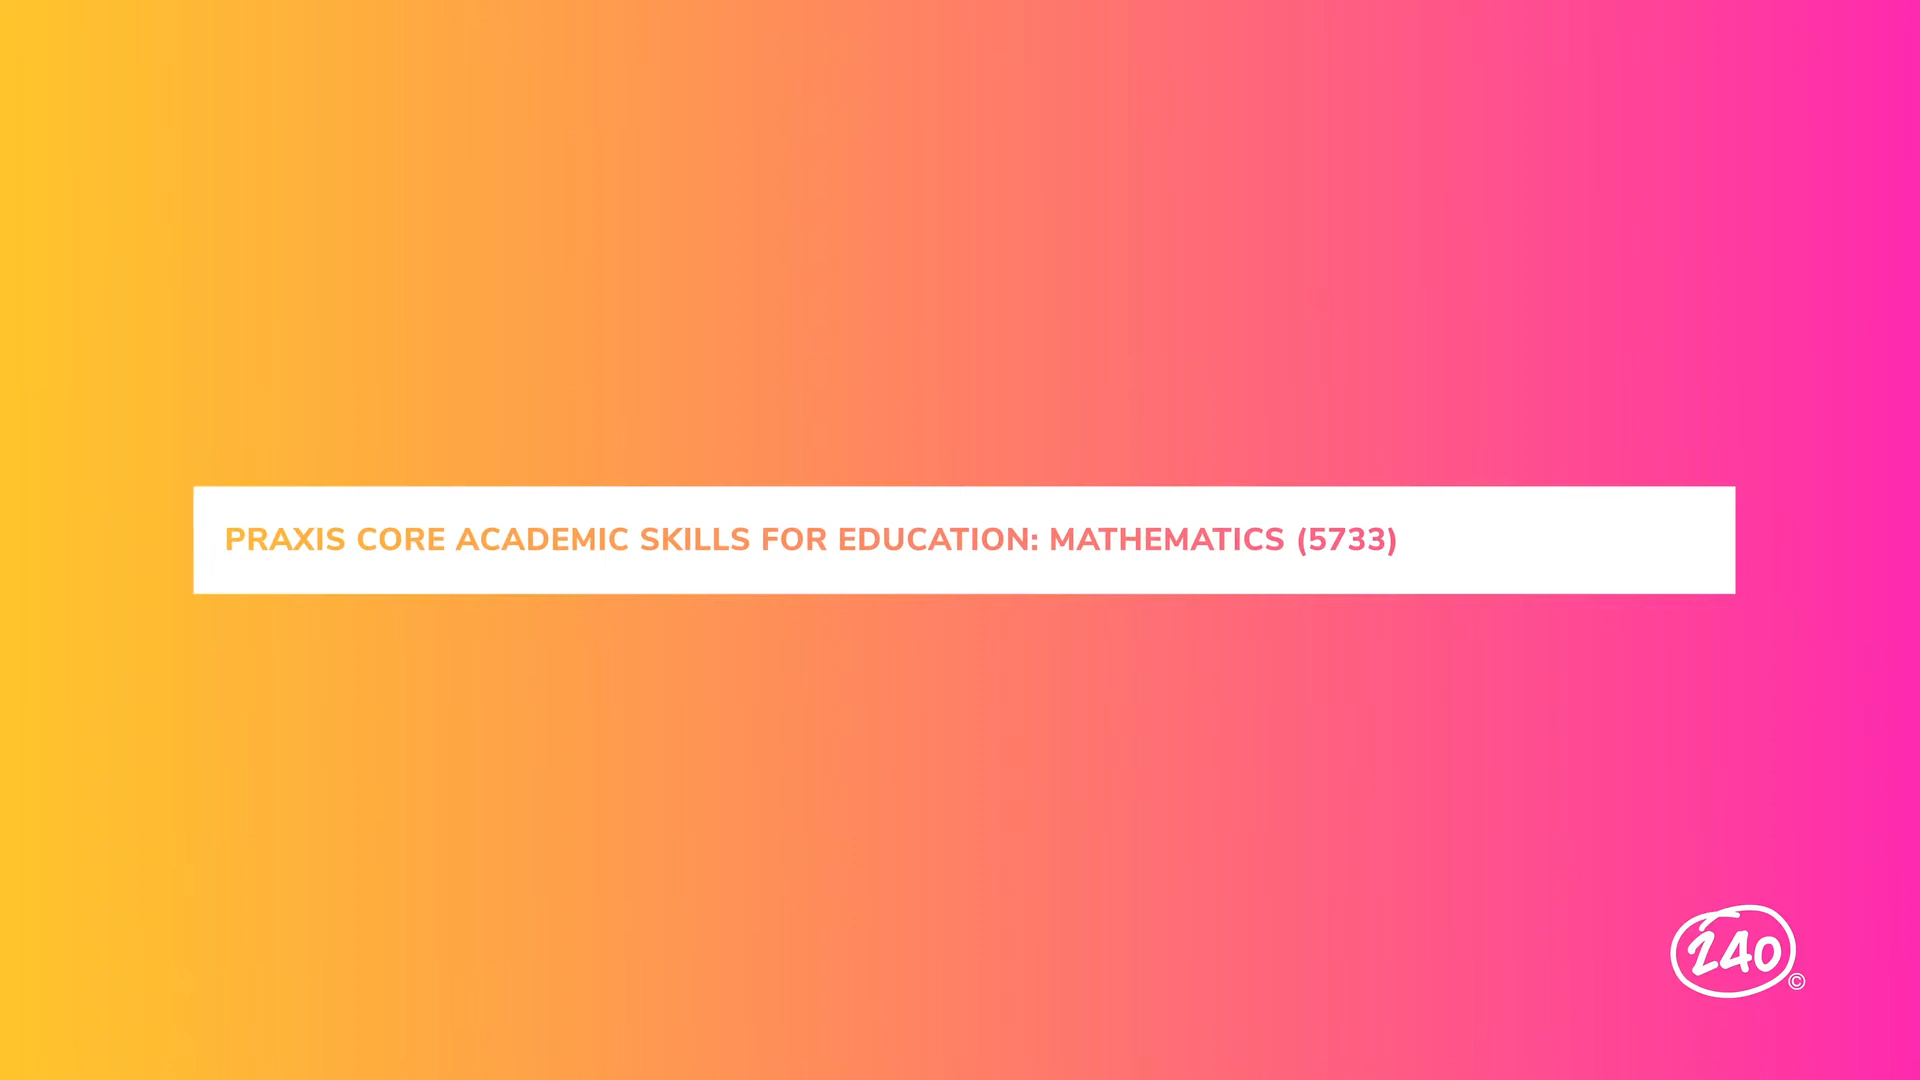 PRAXIS CORE ACADEMIC SKILLS FOR EDUCATION: MATHEMATICS (5733)
240
©